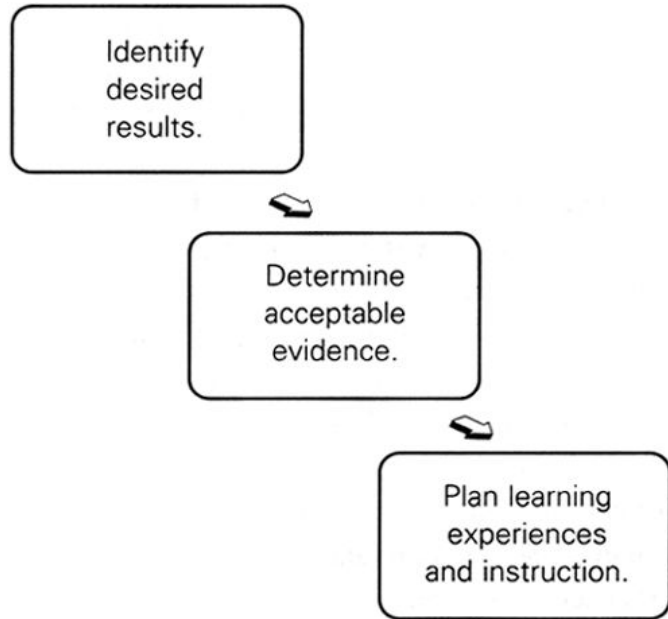 Identify
desired
results.
Determine
acceptable
evidence.
Plan learning
experiences
and instruction.